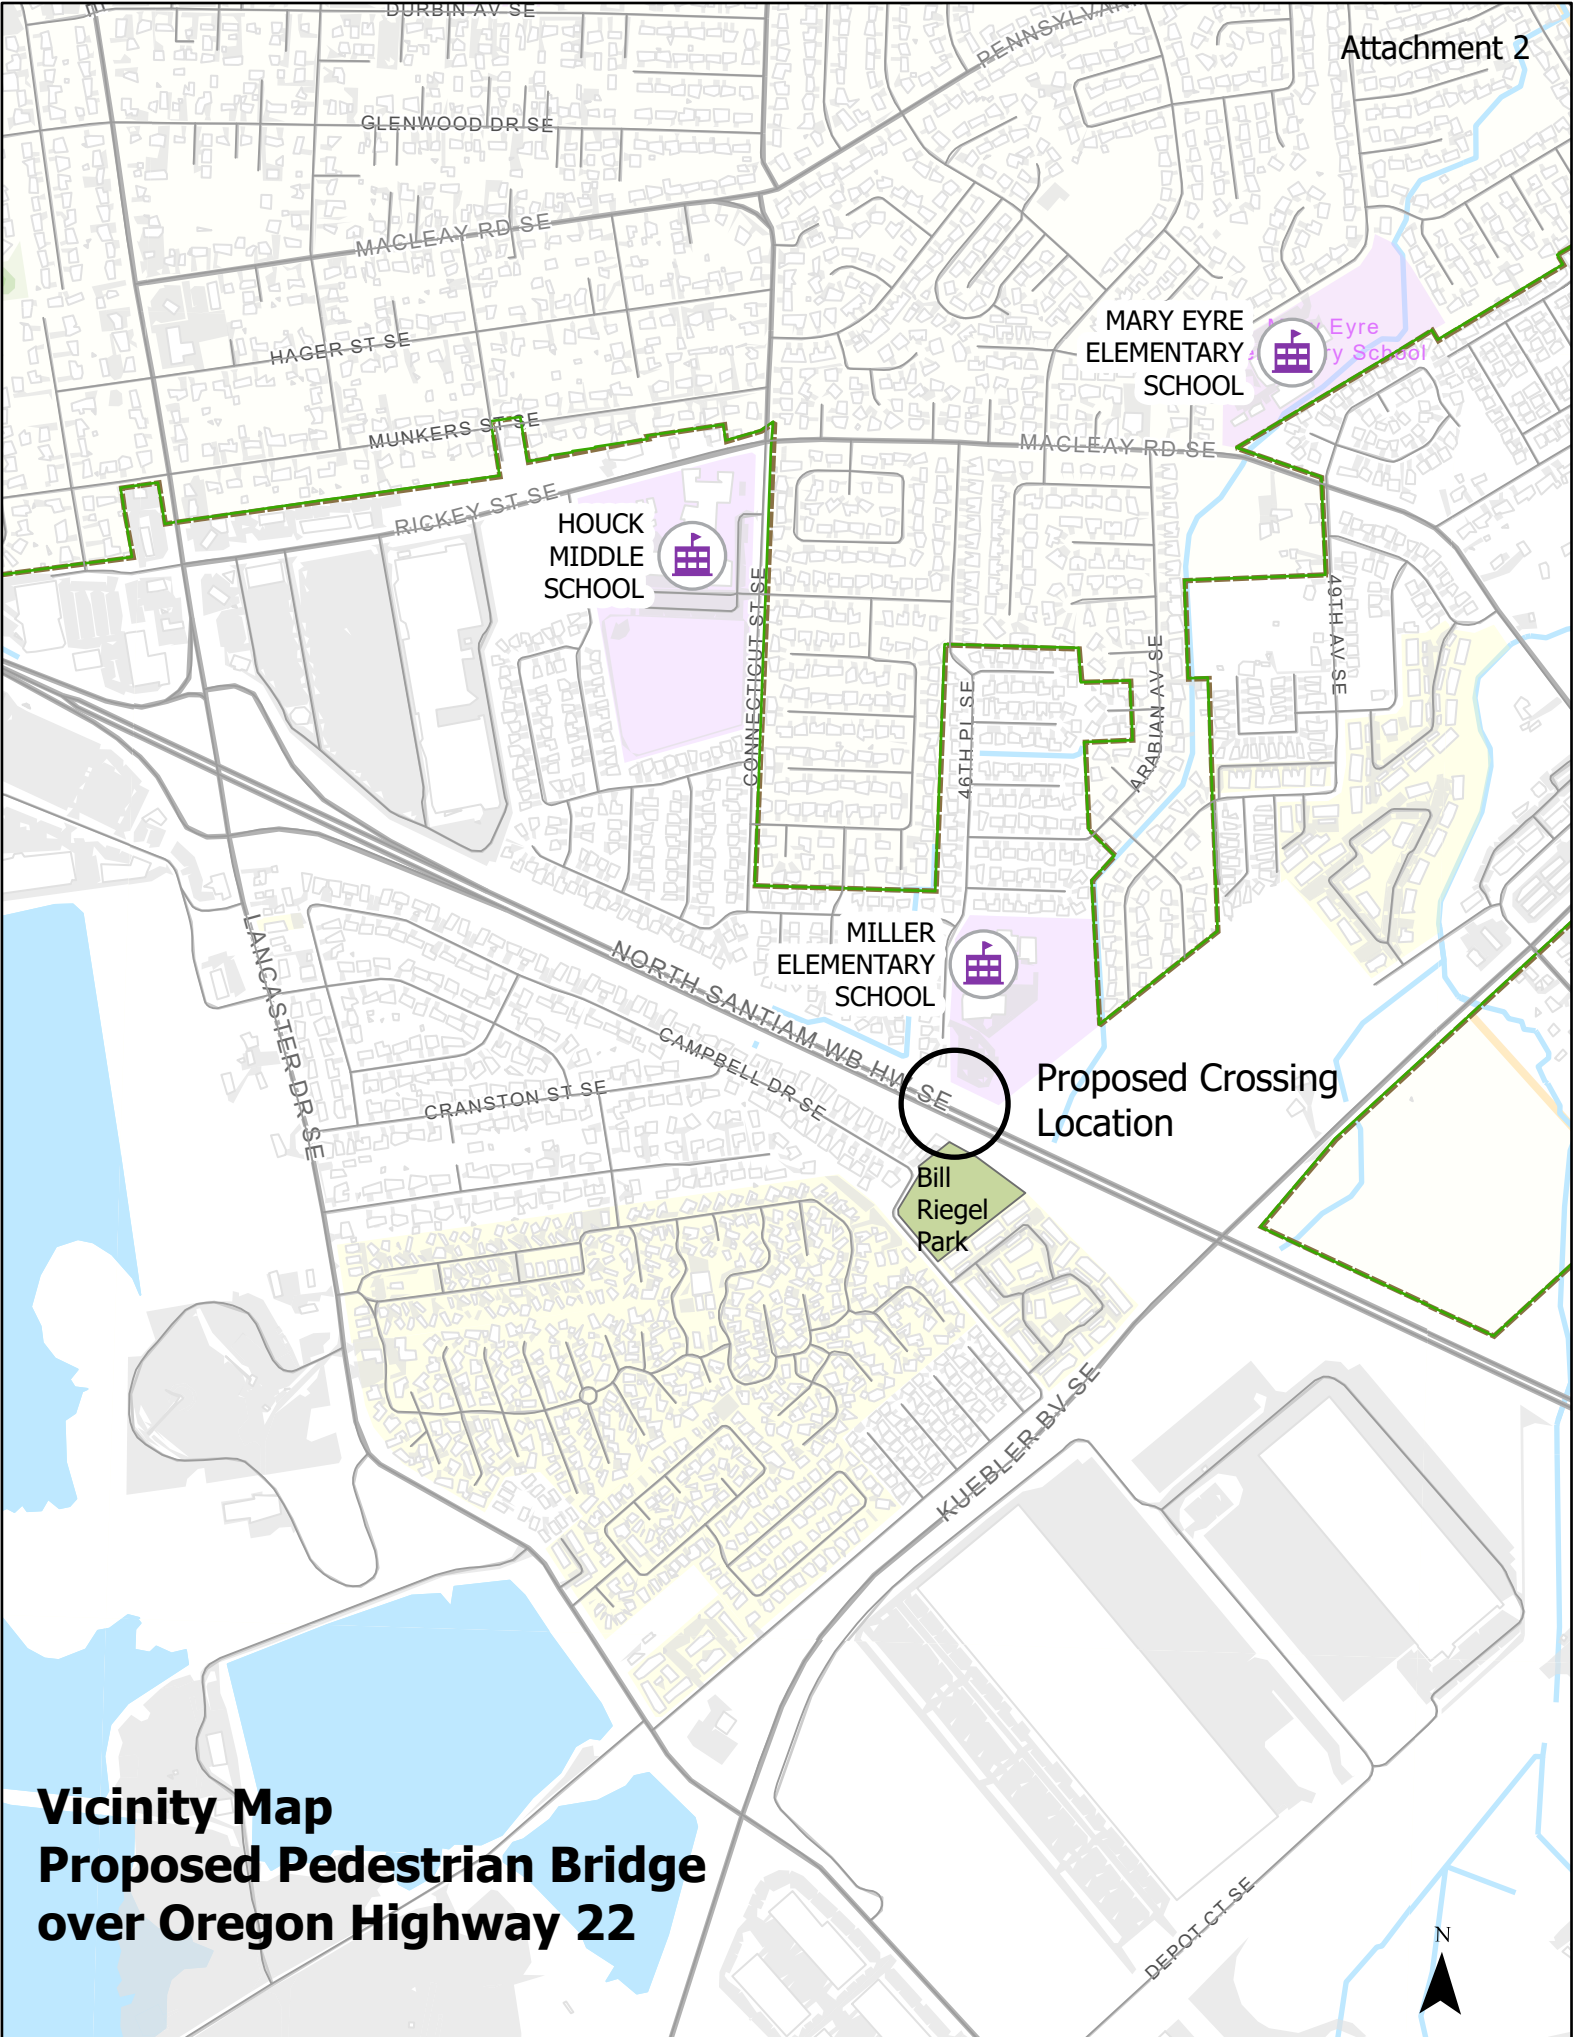 DURBIN AV SE
Attachment 2
GLENWOOD DR SE
MACLEAY RD SE
HAGER ST SE
MARY EYRE
ELEMENTARY
SCHOOL
Eyre
School
MUNKERS ST SE
MACLEAY RD SE
RICKEY ST SE
HOUCK
MIDDLE
SCHOOL
CONNECTICUT ST SE
49TH AV SE
ARABIAN AV SE
46TH PL SE
MILLER
ELEMENTARY
SCHOOL
LANCASTER DR SE
NORTH SANTIAM WB HW SE
CAMPBELL DR SE
CRANSTON ST SE
Proposed Crossing
Location
Bill
Riegel
Park
KUEBLER BV SE
DEPOT CT SE
Vicinity Map
Proposed Pedestrian Bridge
over Oregon Highway 22
N